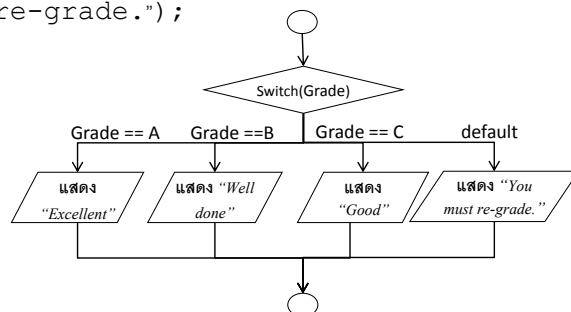 re-grade.”);
Switch(Grade)
Grade == A
Grade ==B
Grade == C
default
แสดง
“Excellent”
แสดง “Well
done”
แสดง
“Good”
แสดง “You
must re-grade.”